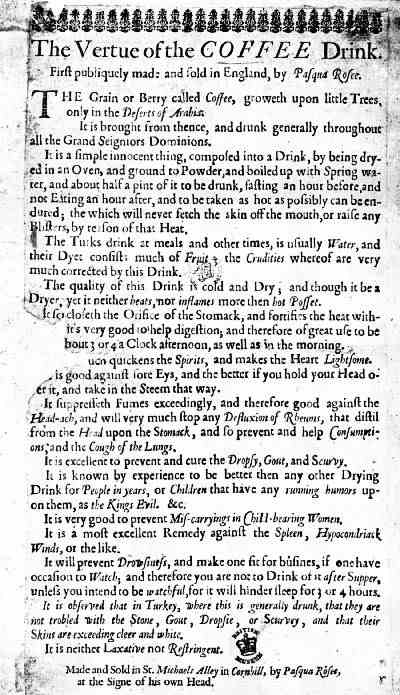 The Vertue of the COFFEE Drink.
First publiquely made and sold in England, by Pasqua Rosee.
THE Grain or Berry called Coffee, groweth upon little Trees,
only in the Deserts of Arabia.
It is brought from thence, and drunk generally throughout
all the Grand Seigniors Dominions.
It is a simple innocent thing, composed into a Drink, by being dry-
ed in an Oven, and ground to Powder, and boiled up with Spring wa-
ter, and about half a pint of it to be drunk, fasting an hour before, and
not Eating an hour after, and to be taken as hot as possibly can be en-
dured; the which will never fetch the skin off the mouth, or raise any
Blisters, by reason of that Heat.
The Turks drink at meals and other times, is usually Water, and
their Dyet consists much of Fruit; the Crudities whereof are very
much corrected by this Drink.
The quality of this Drink is cold and Dry; and though it be a
Dryer, yet it neither heats, nor inflames more then hot Posset.
It so closeth the Orifice of the Stomack, and fortifies the heat with-
it's very good to help digestion; and therefore of great use to be
bout 3 or 4 a Clock afternoon, as well as in the morning.
uch quickens the Spirits, and makes the Heart Lightsome.
is good against sore Eys, and the better if you hold your Head o-
er it, and take in the Steem that way.
It suppresseth Fumes exceedingly, and therefore good against the
Head-ach, and will very much stop any Defluxion of Rheums, that distil
from the Head upon the Stomack, and so prevent and help Consumpti-
ons; and the Cough of the Lungs.
It is excellent to prevent and cure the Dropsy, Gout, and Scurvy.
It is known by experience to be better then any other Drying
Drink for People in years, or Children that have any running humors up-
on them, as the Kings Evil. &c.
It is very good to prevent Mis-carryings in Child-bearing Women.
It is a most excellent Remedy against the Spleen, Hypocondriack
Winds, or the like.
It will prevent Drowsiness, and make one fit for busines, if one have
occasion to Watch; and therefore you are not to Drink of it after Supper,
unless you intend to be watchful, for it will hinder sleep for 3 or 4 hours.
It is observed that in Turkey, where this is generally drunk, that they are
not trobled with the Stone, Gout, Dropsie, or Scurvey, and that their
Skins are exceeding cleer and white.
It is neither Laxative nor Restringent.
BRITISH MUSEUM
Made and Sold in St. Michaels Alley in Cornhill, by Pasqua Rosee,
at the Signe of his own Head.